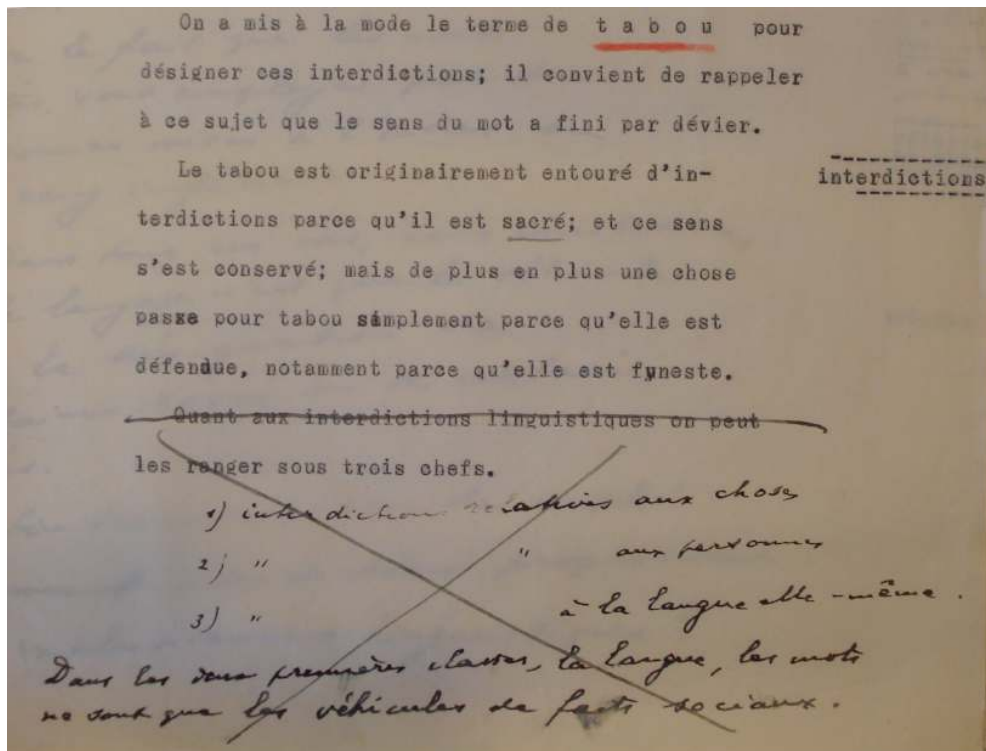 On a mis à la mode le terme de t a b o u pour
désigner ces interdictions; il convient de rappeler
à ce sujet que le sens du mot a fini par dévier.
Le tabou est originairement entouré d'in-
interdictions
terdictions parce qu'il est sacré; et ce sens
s'est conservé; mais de plus en plus une chose
passe pour tabou simplement parce qu'elle est
défendue, notamment parce qu'elle est funeste.
Quant aux interdictions linguistiques on peut
les ranger sous trois chefs.
1) interdictions relatives aux choses
2) " " aux personnes
3) " à la langue elle-même.
Dans les deux premières classes, la langue, les mots
ne sont que les véhicules de faits sociaux.